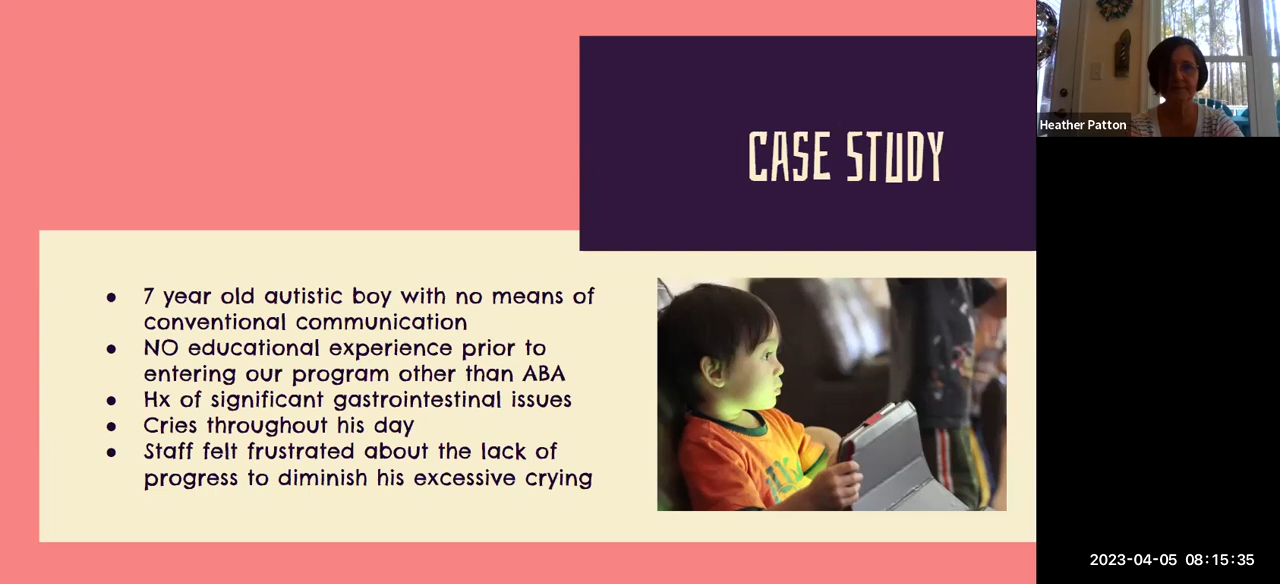 CASE STUDY
Heather Patton
● 7 year old autistic boy with no means of
conventional communication
● NO educational experience prior to
entering our program other than ABA
● Hx of significant gastrointestinal issues
● Cries throughout his day
● Staff felt frustrated about the lack of
progress to diminish his excessive crying
2023-04-05 08:15:35